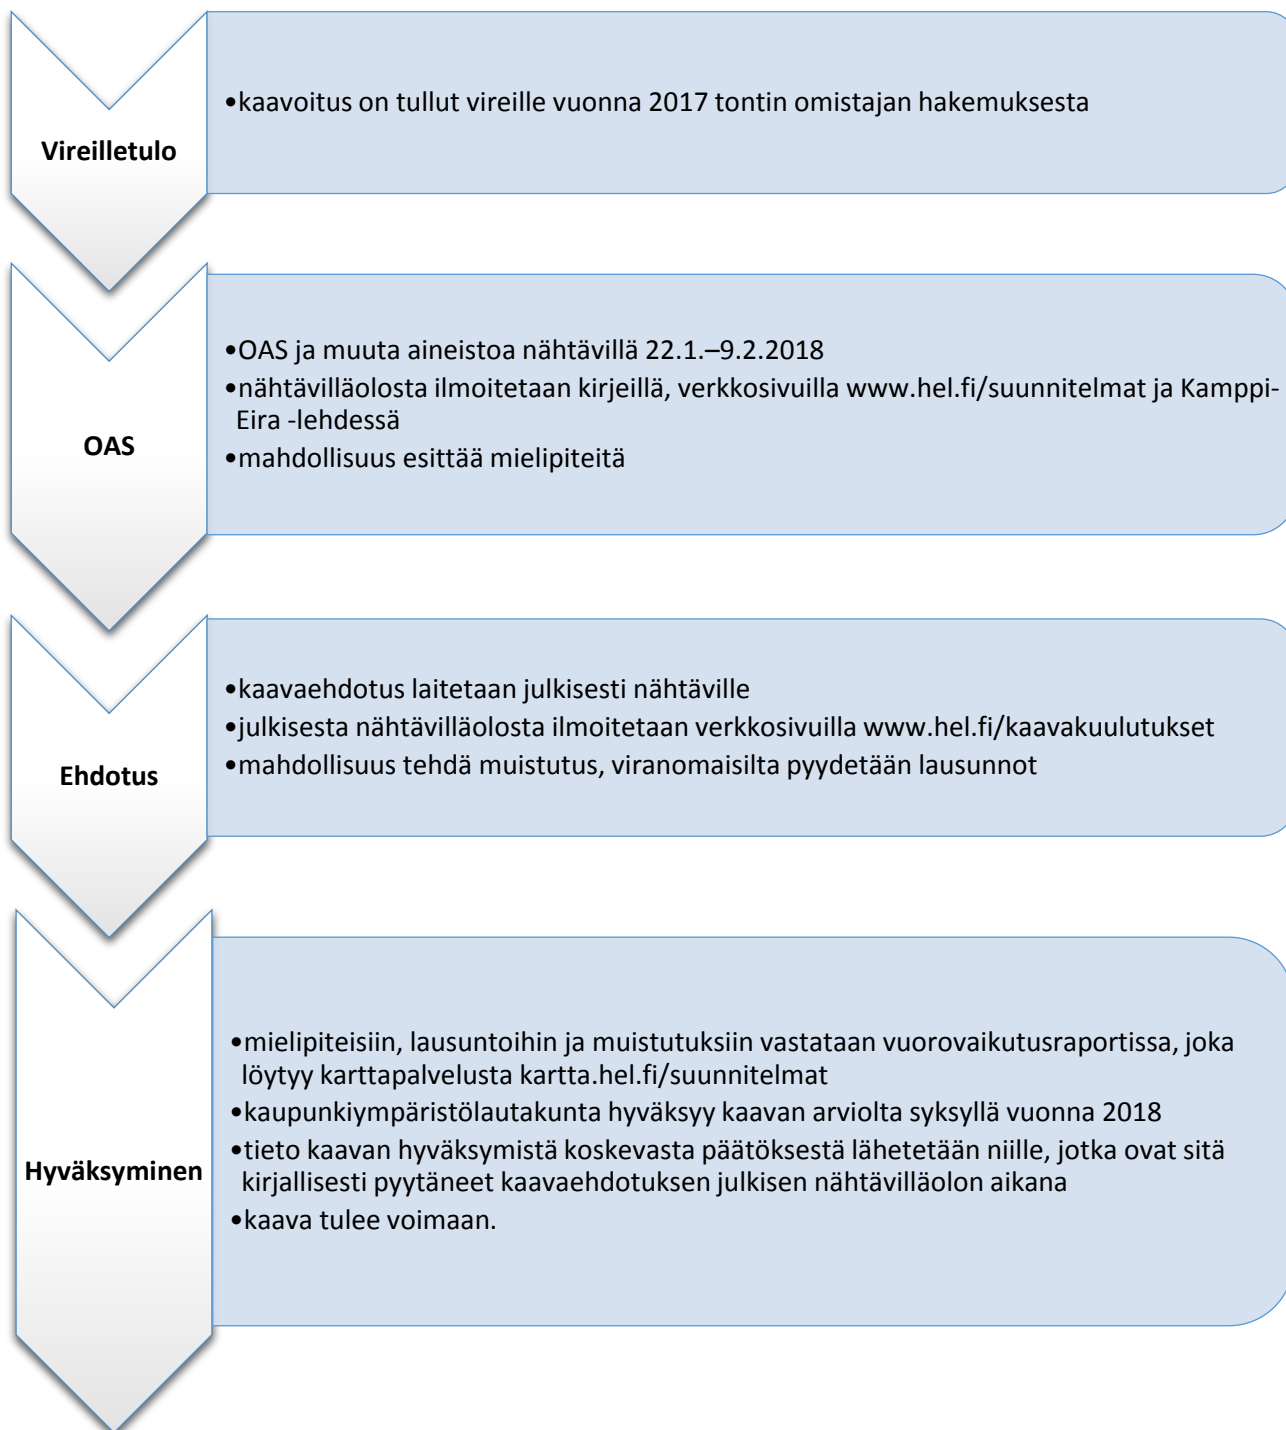 Vireilletulo
•kaavoitus on tullut vireille vuonna 2017 tontin omistajan hakemuksesta
OAS
•OAS ja muuta aineistoa nähtävillä 22.1.–9.2.2018
•nähtävilläolosta ilmoitetaan kirjeillä, verkkosivuilla www.hel.fi/suunnitelmat ja Kamppi-
Eira -lehdessä
•mahdollisuus esittää mielipiteitä
Ehdotus
•kaavaehdotus laitetaan julkisesti nähtäville
•julkisesta nähtävilläolosta ilmoitetaan verkkosivuilla www.hel.fi/kaavakuulutukset
•mahdollisuus tehdä muistutus, viranomaisilta pyydetään lausunnot
Hyväksyminen
•mielipiteisiin, lausuntoihin ja muistutuksiin vastataan vuorovaikutusraportissa, joka
löytyy karttapalvelusta kartta.hel.fi/suunnitelmat
•kaupunkiympäristölautakunta hyväksyy kaavan arviolta syksyllä vuonna 2018
•tieto kaavan hyväksymistä koskevasta päätöksestä lähetetään niille, jotka ovat sitä
kirjallisesti pyytäneet kaavaehdotuksen julkisen nähtävilläolon aikana
•kaava tulee voimaan.